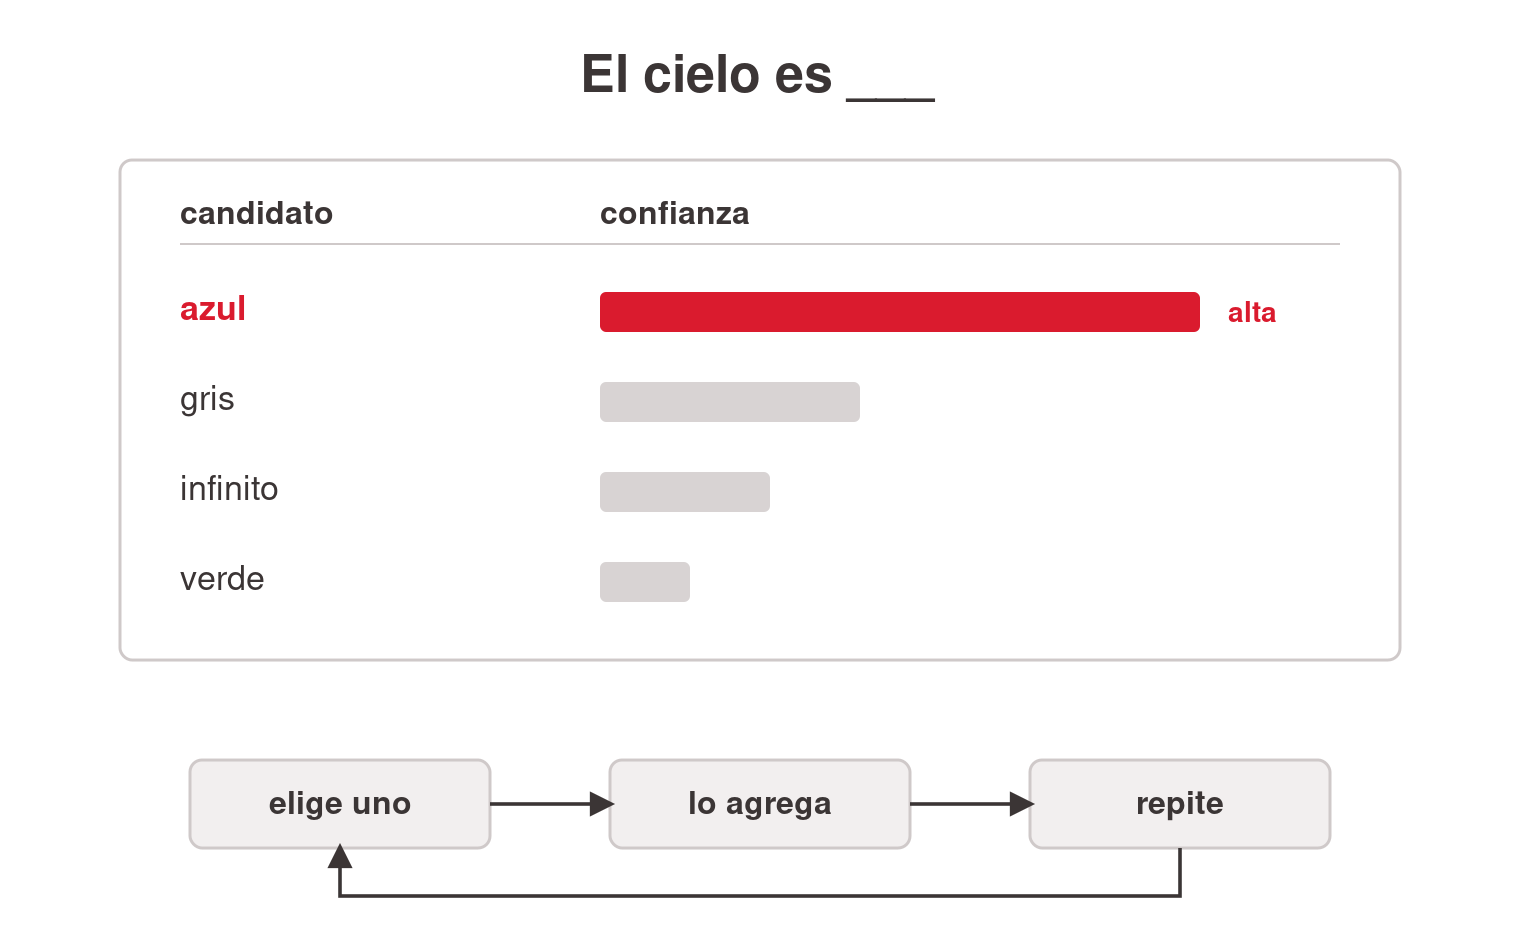 El cielo es ___
candidato confianza
azul alta
gris
infinito
verde
elige uno lo agrega repite